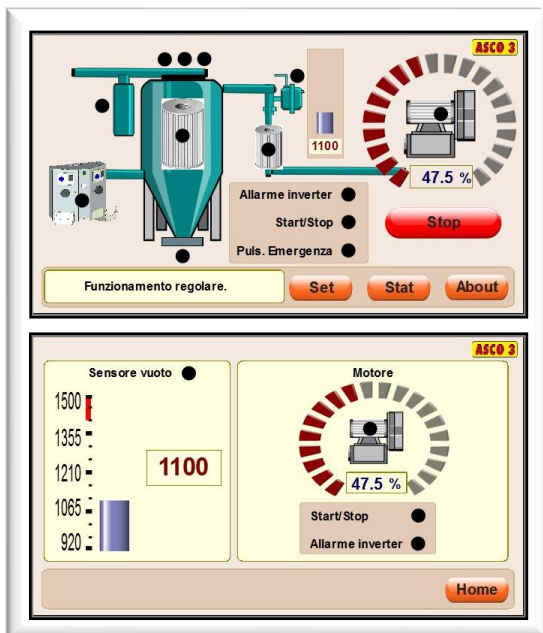 ASCO 3
1100
47.5 %
Allarme inverter
Start/Stop
Puls. Emergenza
Stop
Funzionamento regolare.
Set
Stat
About
ASCO 3
Sensore vuoto
1500
1355
1210
1065
920
1100
Motore
47.5 %
Start/Stop
Allarme inverter
Home